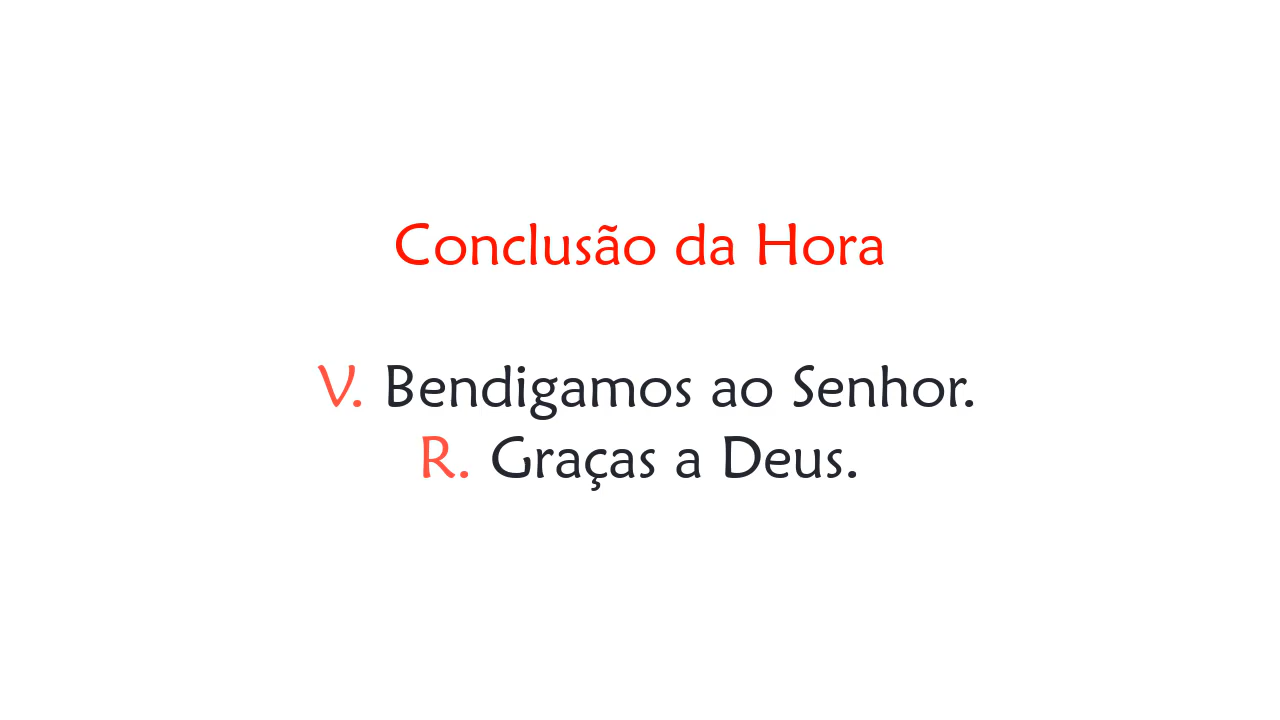 Conclusão da Hora
V. Bendigamos ao Senhor.
R. Graças a Deus.